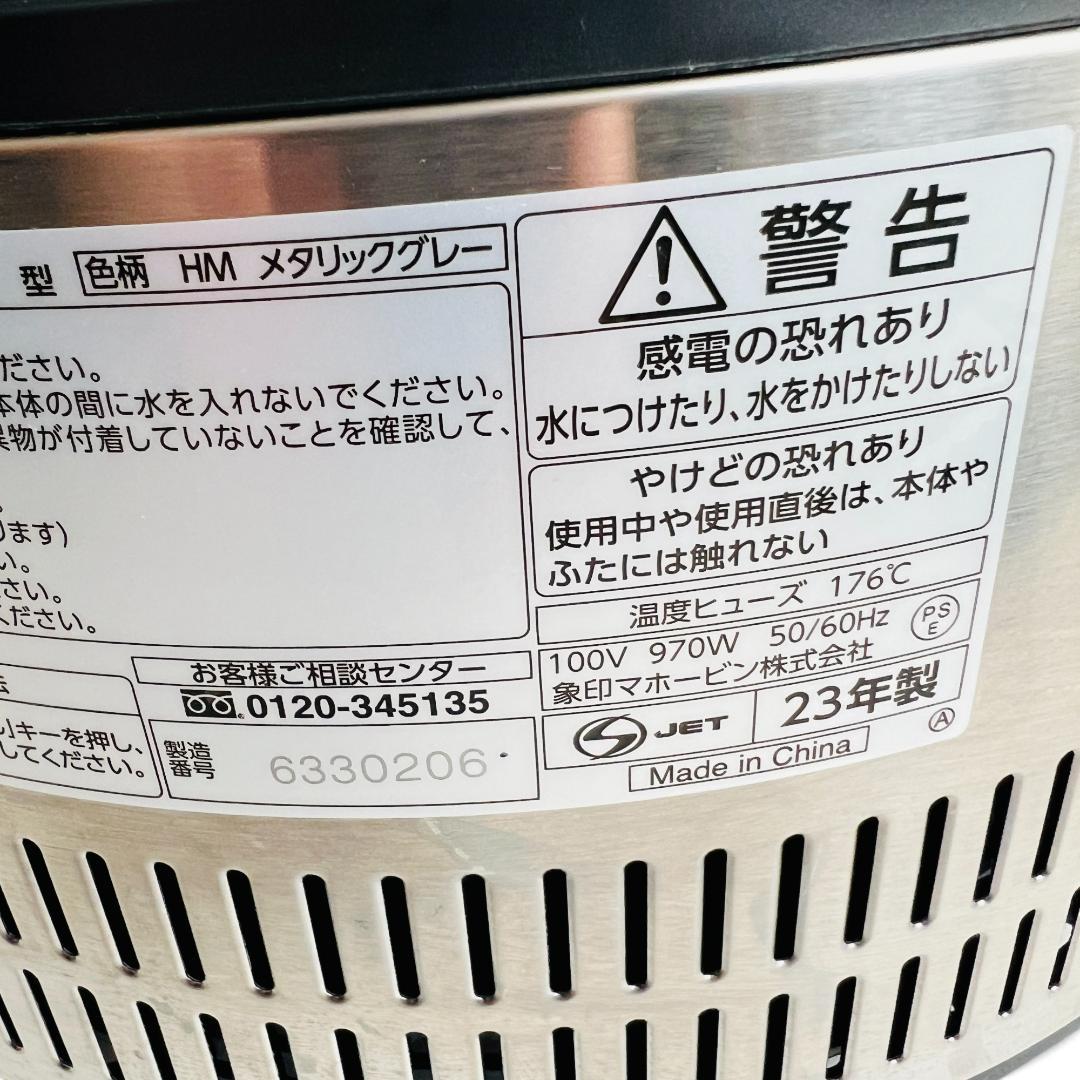 型 色柄 HM メタリックグレー
ださい。
本体の間に水を入れないでください。
物が付着していないことを確認して、
ります)
い。
さい。
ください。
お客様ご相談センター
0120-345135
キーを押し、
してください。
製造番号 6330206
警告
感電の恐れあり
水につけたり、水をかけたりしない
やけどの恐れあり
使用中や使用直後は、本体や
ふたには触れない
温度ヒューズ 176℃
100V 970W 50/60Hz PSE
象印マホービン株式会社
S JET 23年製
Made in China A